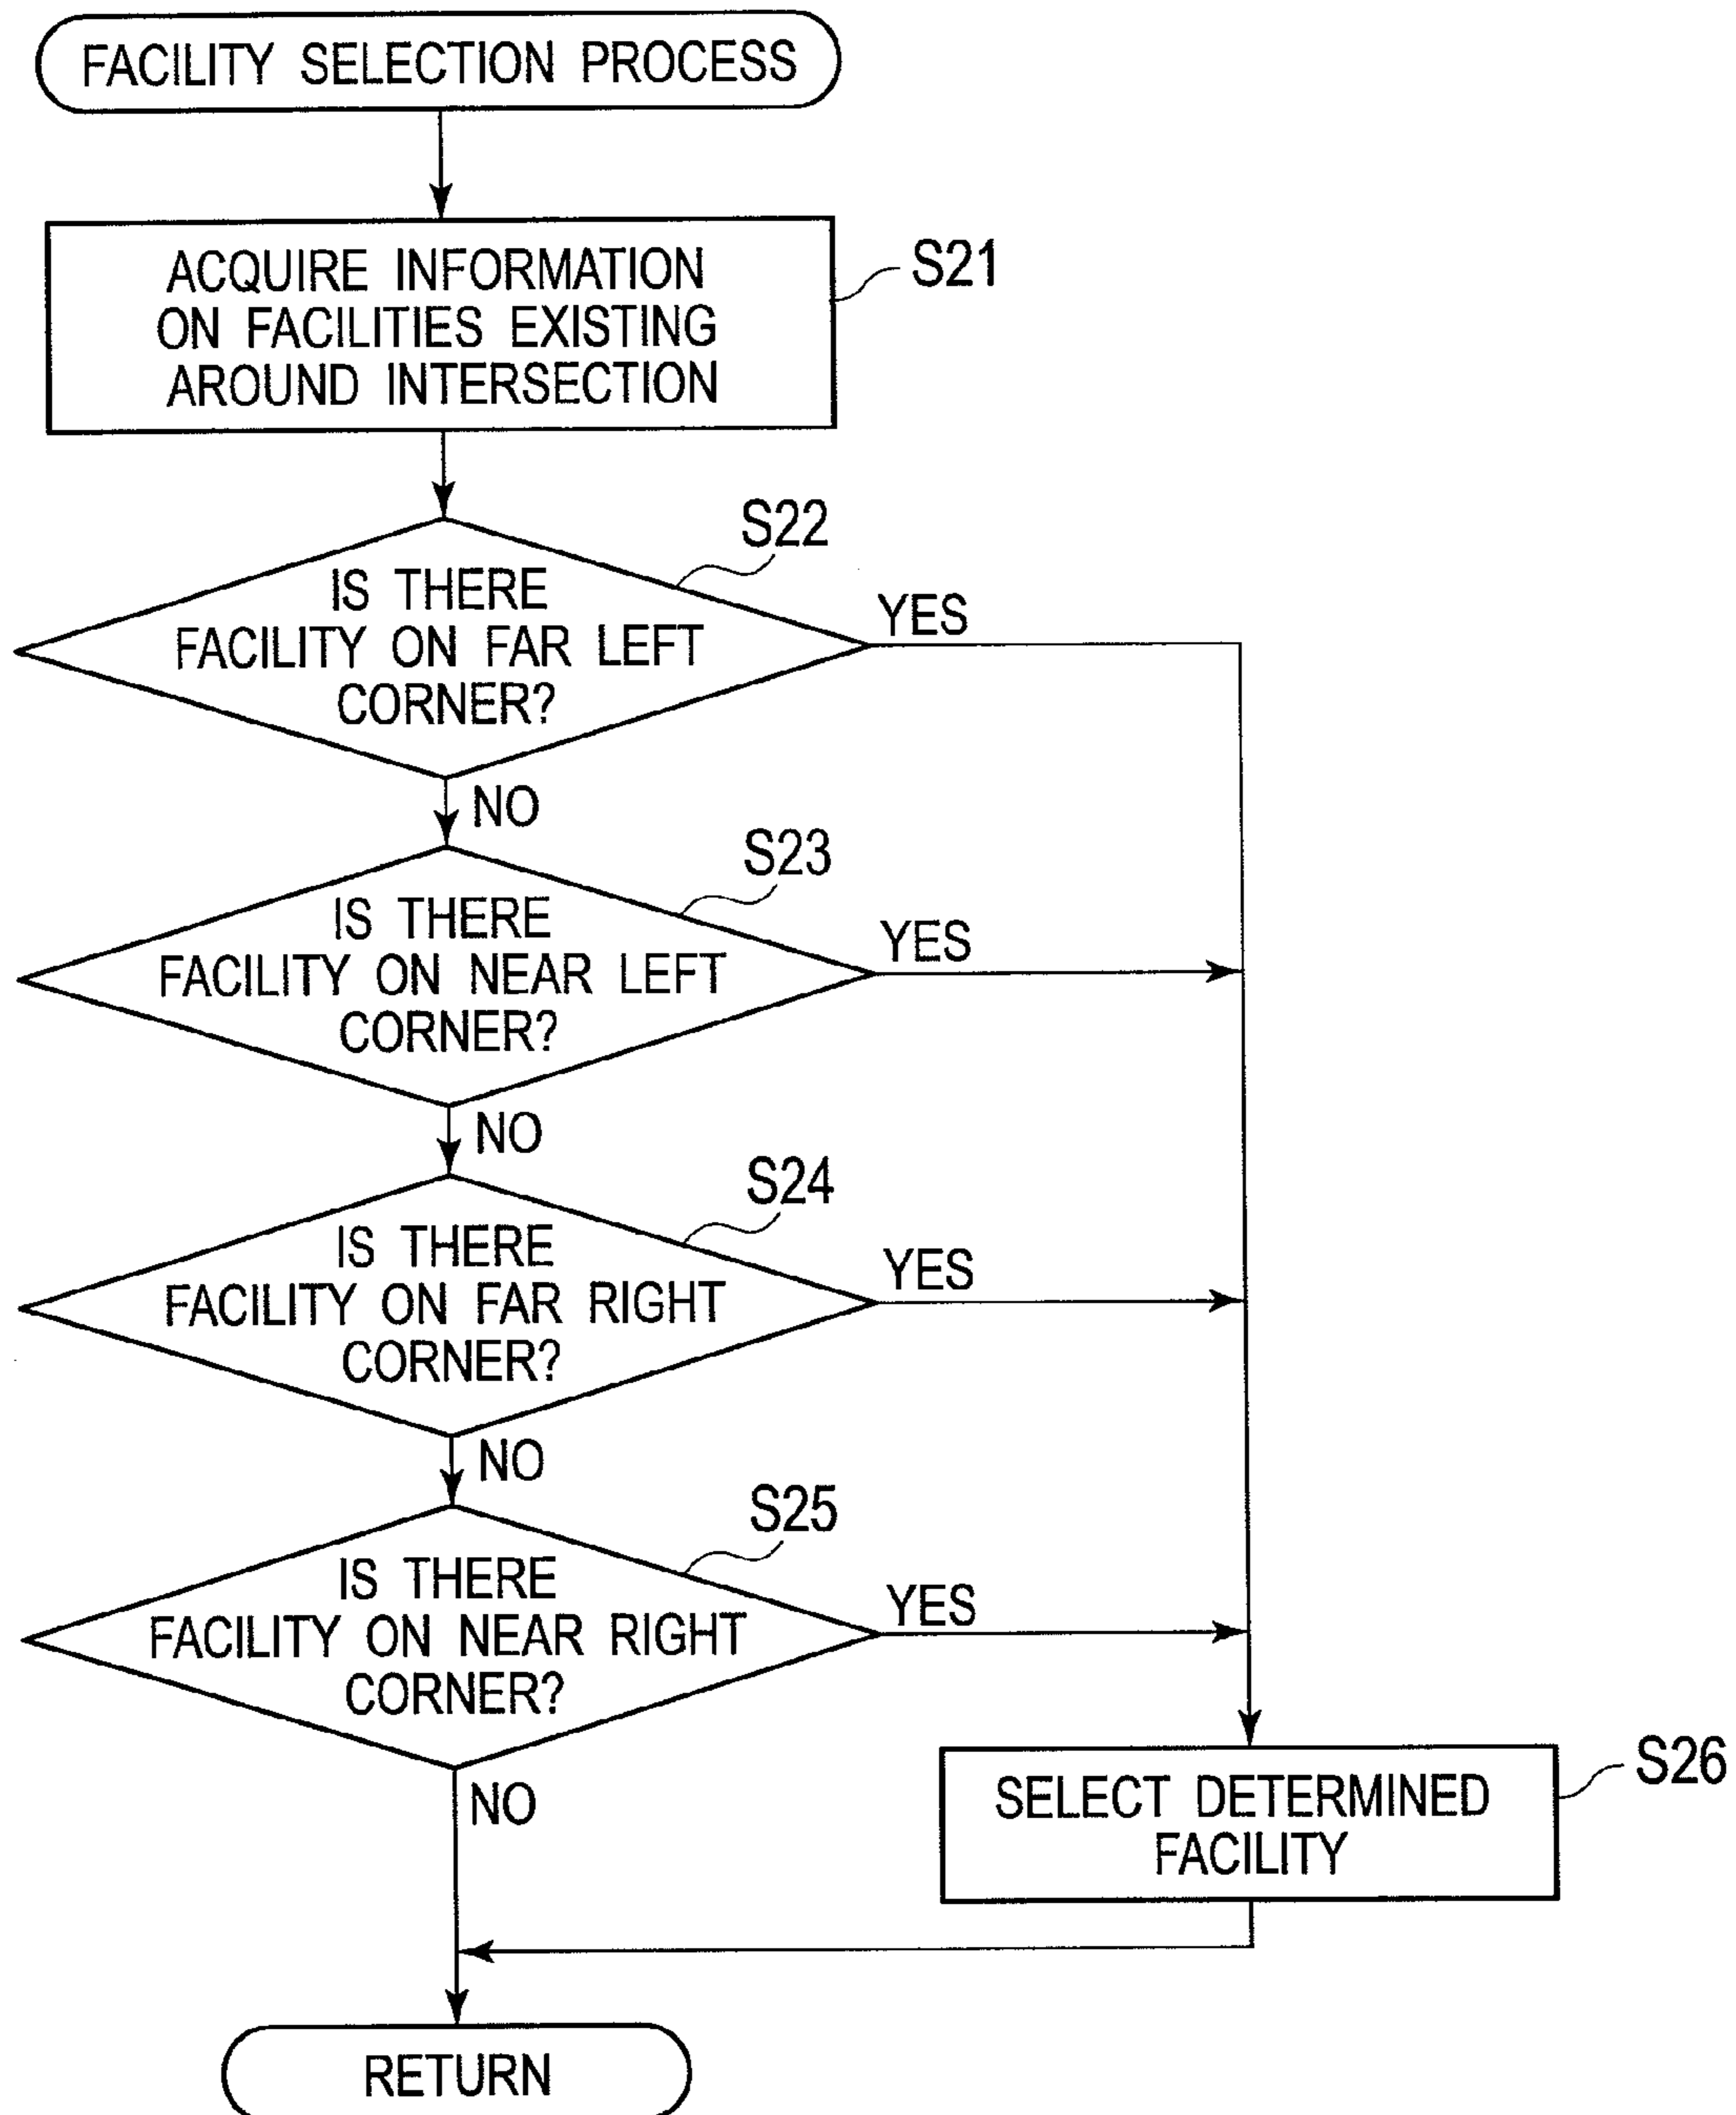 FACILITY SELECTION PROCESS
ACQUIRE INFORMATION
ON FACILITIES EXISTING
AROUND INTERSECTION
S21
S22
IS THERE
FACILITY ON FAR LEFT
CORNER?
YES
NO
S23
IS THERE
FACILITY ON NEAR LEFT
CORNER?
YES
NO
S24
IS THERE
FACILITY ON FAR RIGHT
CORNER?
YES
NO
S25
IS THERE
FACILITY ON NEAR RIGHT
CORNER?
YES
NO
SELECT DETERMINED
FACILITY
S26
RETURN